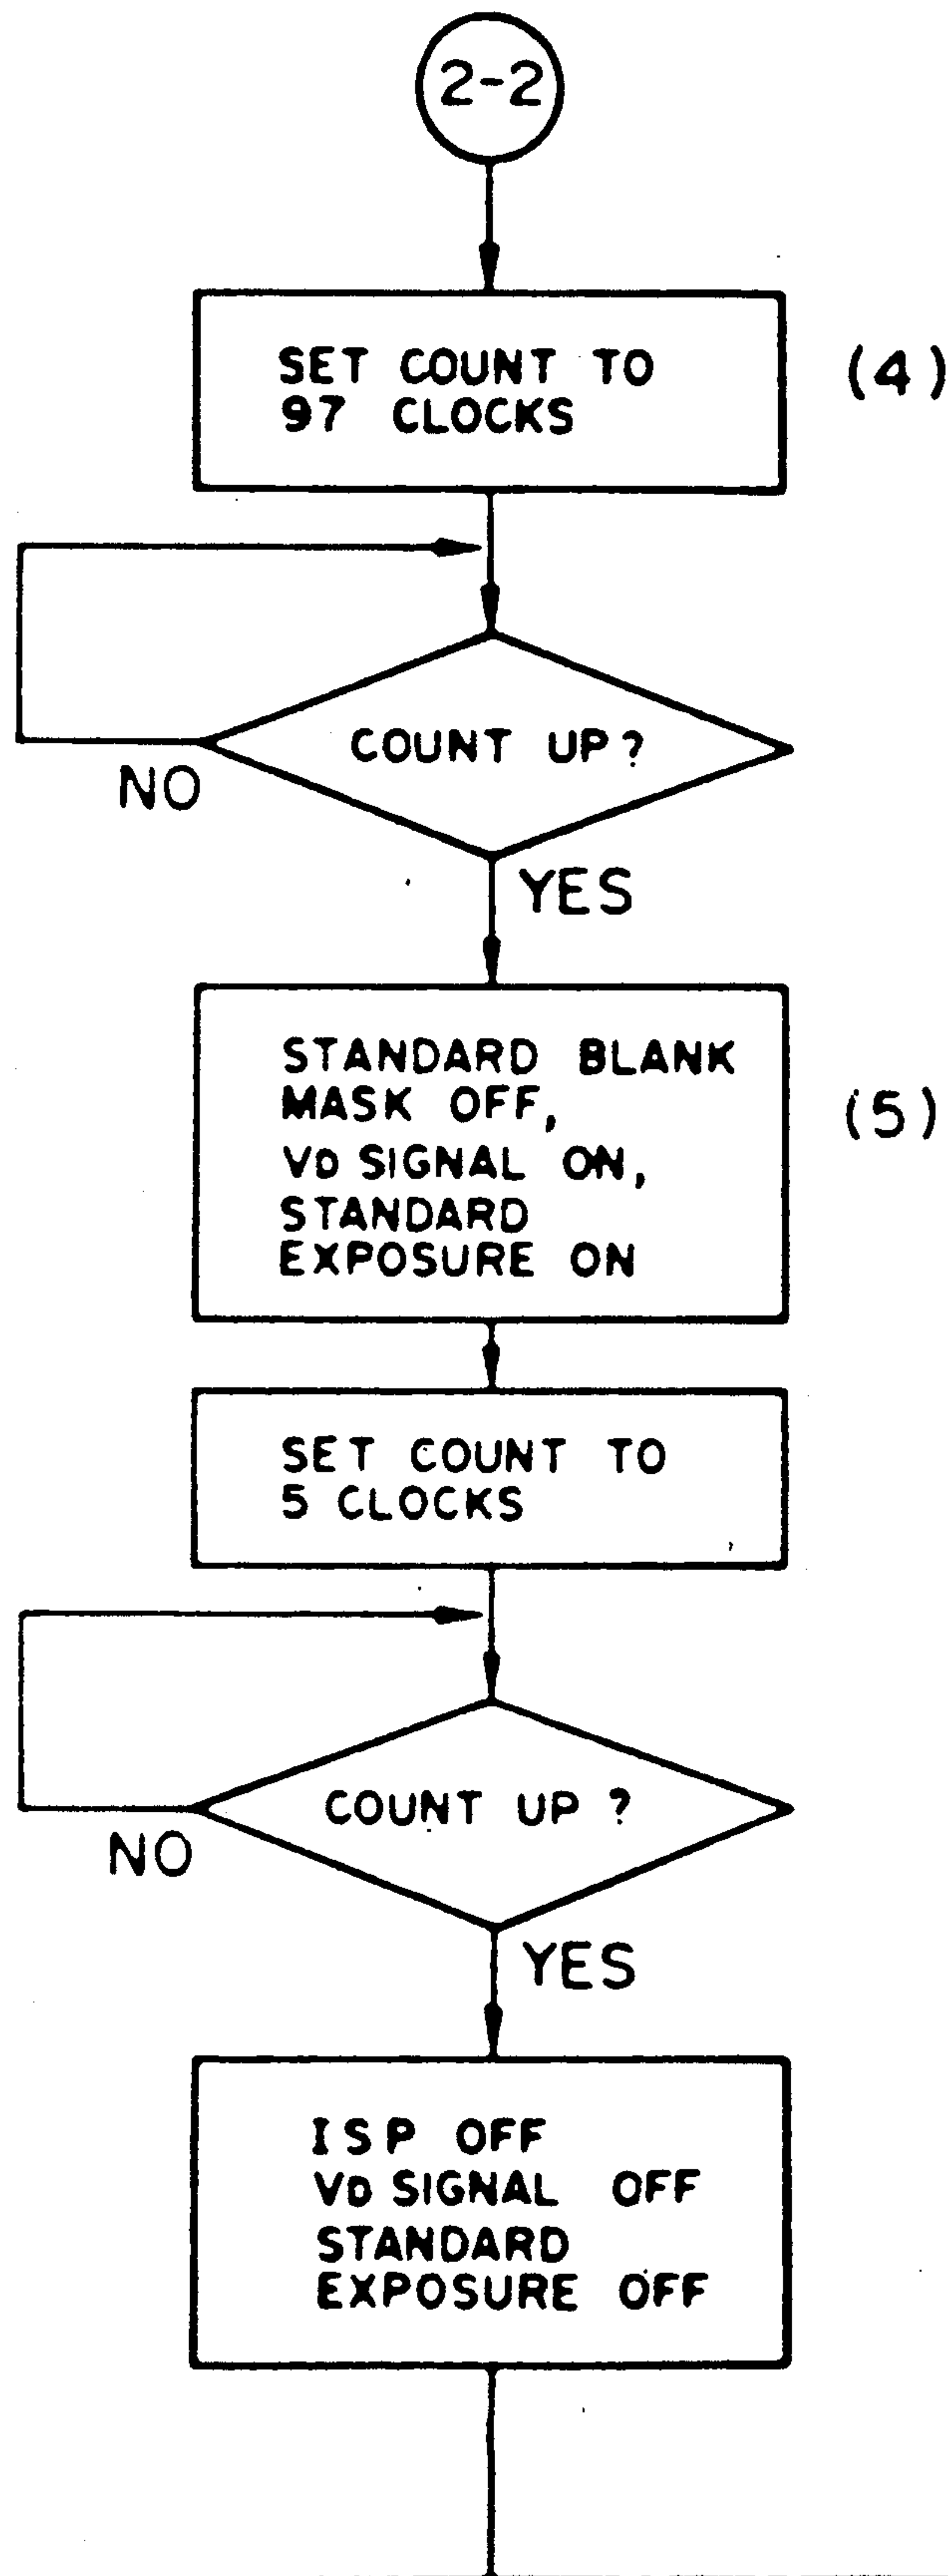 2-2
SET COUNT TO
97 CLOCKS
(4)
COUNT UP?
NO
YES
STANDARD BLANK
MASK OFF,
VD SIGNAL ON,
STANDARD
EXPOSURE ON
(5)
SET COUNT TO
5 CLOCKS
COUNT UP ?
NO
YES
ISP OFF
VD SIGNAL OFF
STANDARD
EXPOSURE OFF